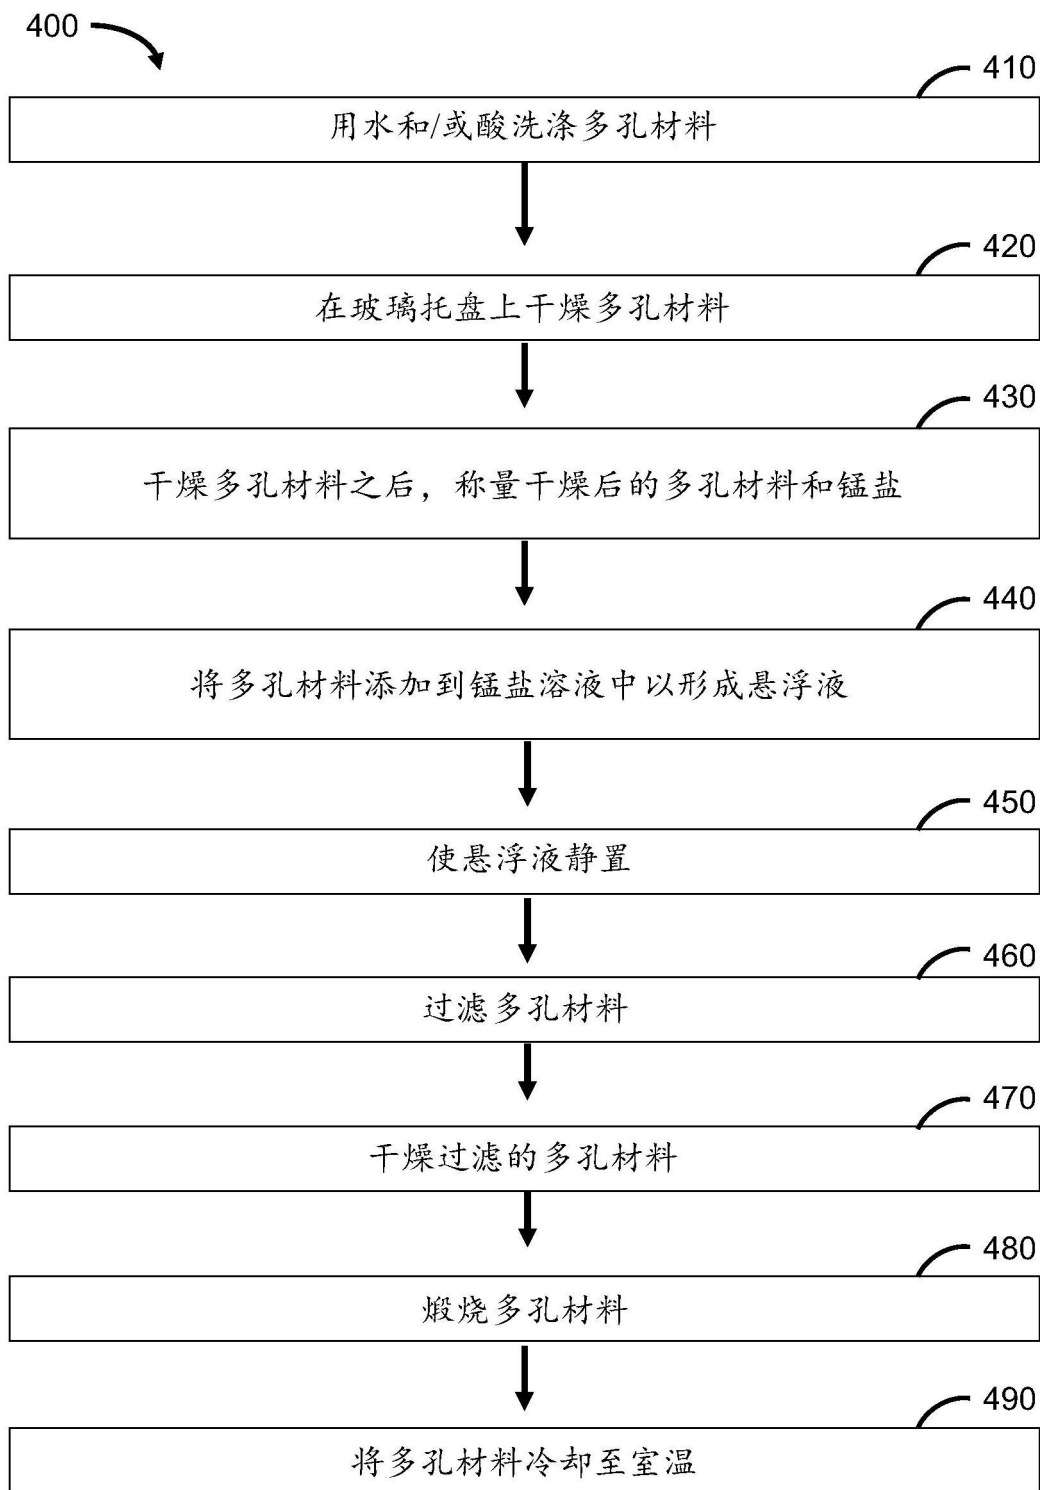 400
410
用水和/或酸洗涤多孔材料
420
在玻璃托盘上干燥多孔材料
430
干燥多孔材料之后，称量干燥后的多孔材料和锰盐
440
将多孔材料添加到锰盐溶液中以形成悬浮液
450
使悬浮液静置
460
过滤多孔材料
470
干燥过滤的多孔材料
480
煅烧多孔材料
490
将多孔材料冷却至室温